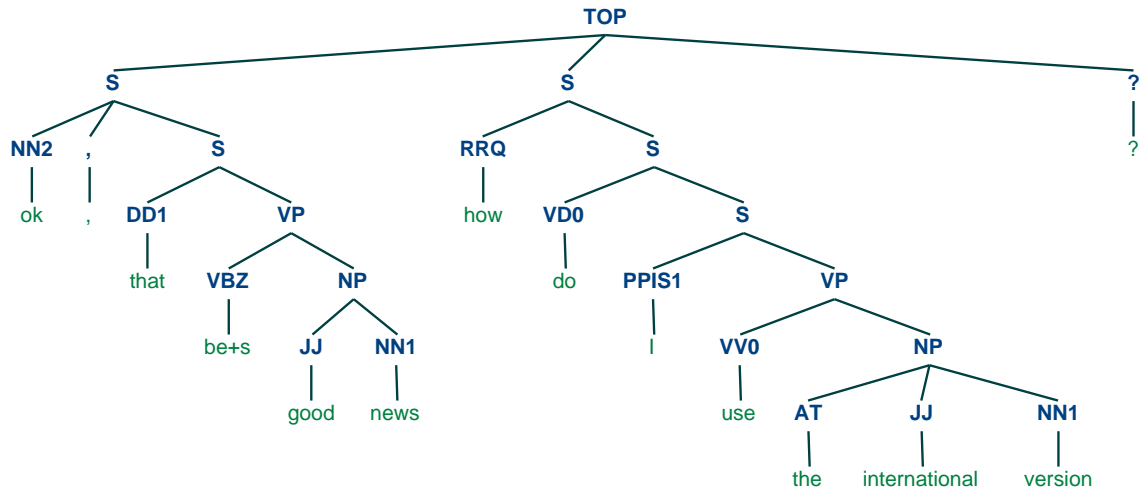 TOP
S S ?
NN2 , S RRQ S ?
ok , DD1 VP how VD0 S
that VBZ NP do PPIS1 VP
be+s JJ NN1 I VV0 NP
good news use AT JJ NN1
the international version